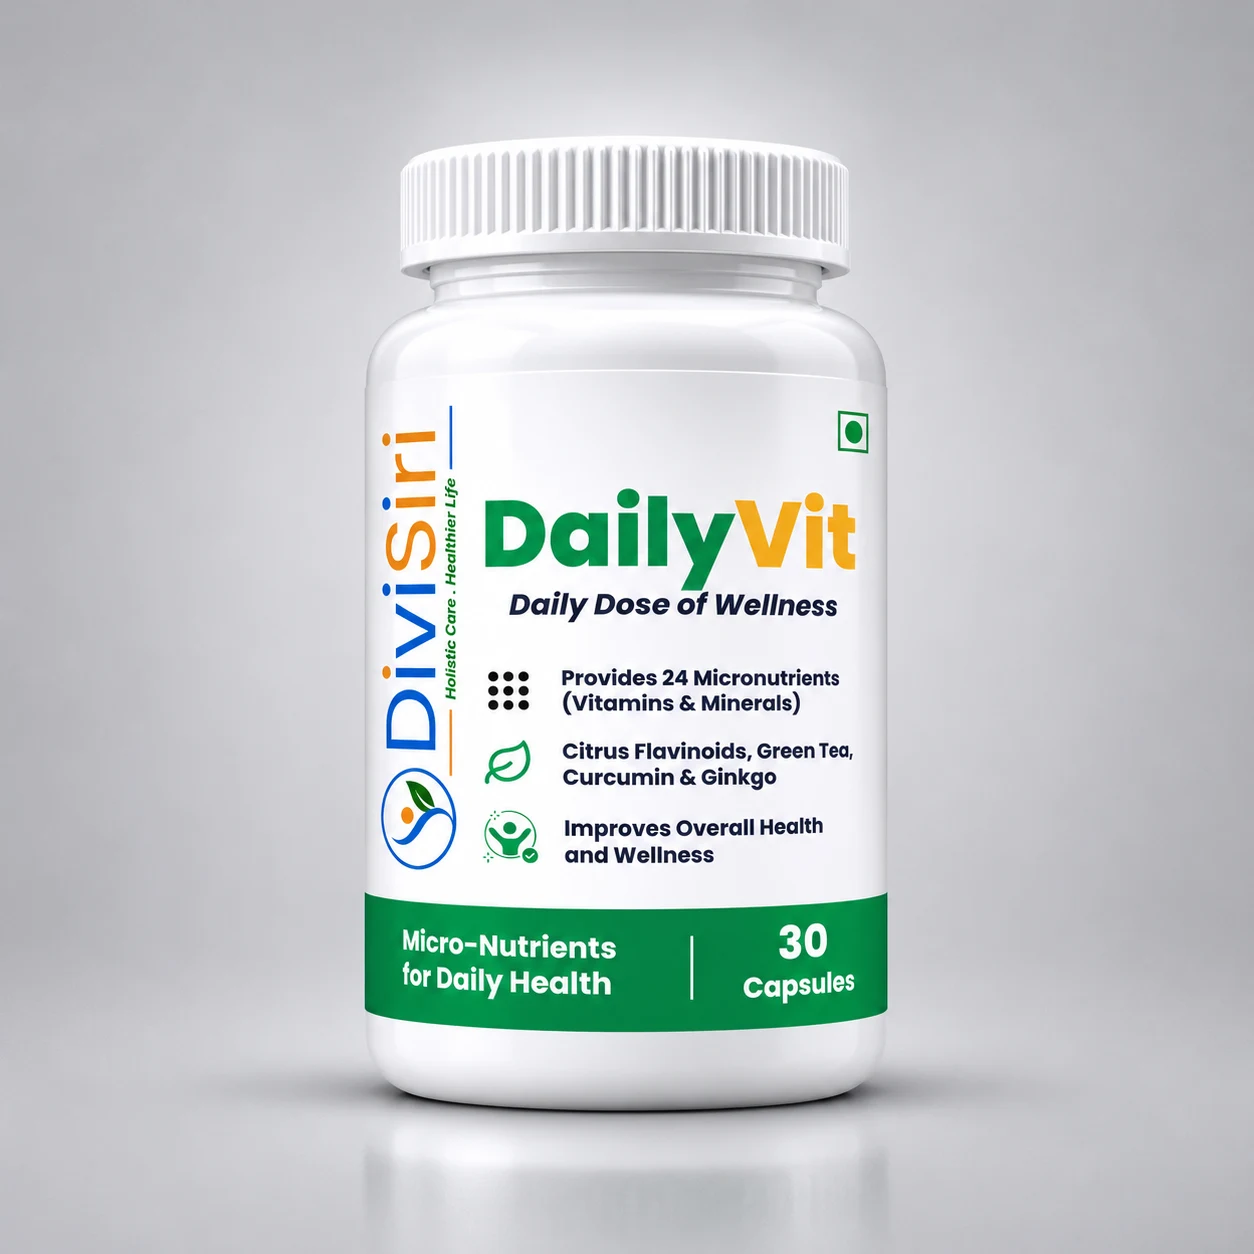 DiviSiri
Holistic Care . Healthier Life
DailyVit
Daily Dose of Wellness
Provides 24 Micronutrients
(Vitamins & Minerals)
Citrus Flavinoids, Green Tea,
Curcumin & Ginkgo
Improves Overall Health
and Wellness
Micro-Nutrients
for Daily Health
30
Capsules